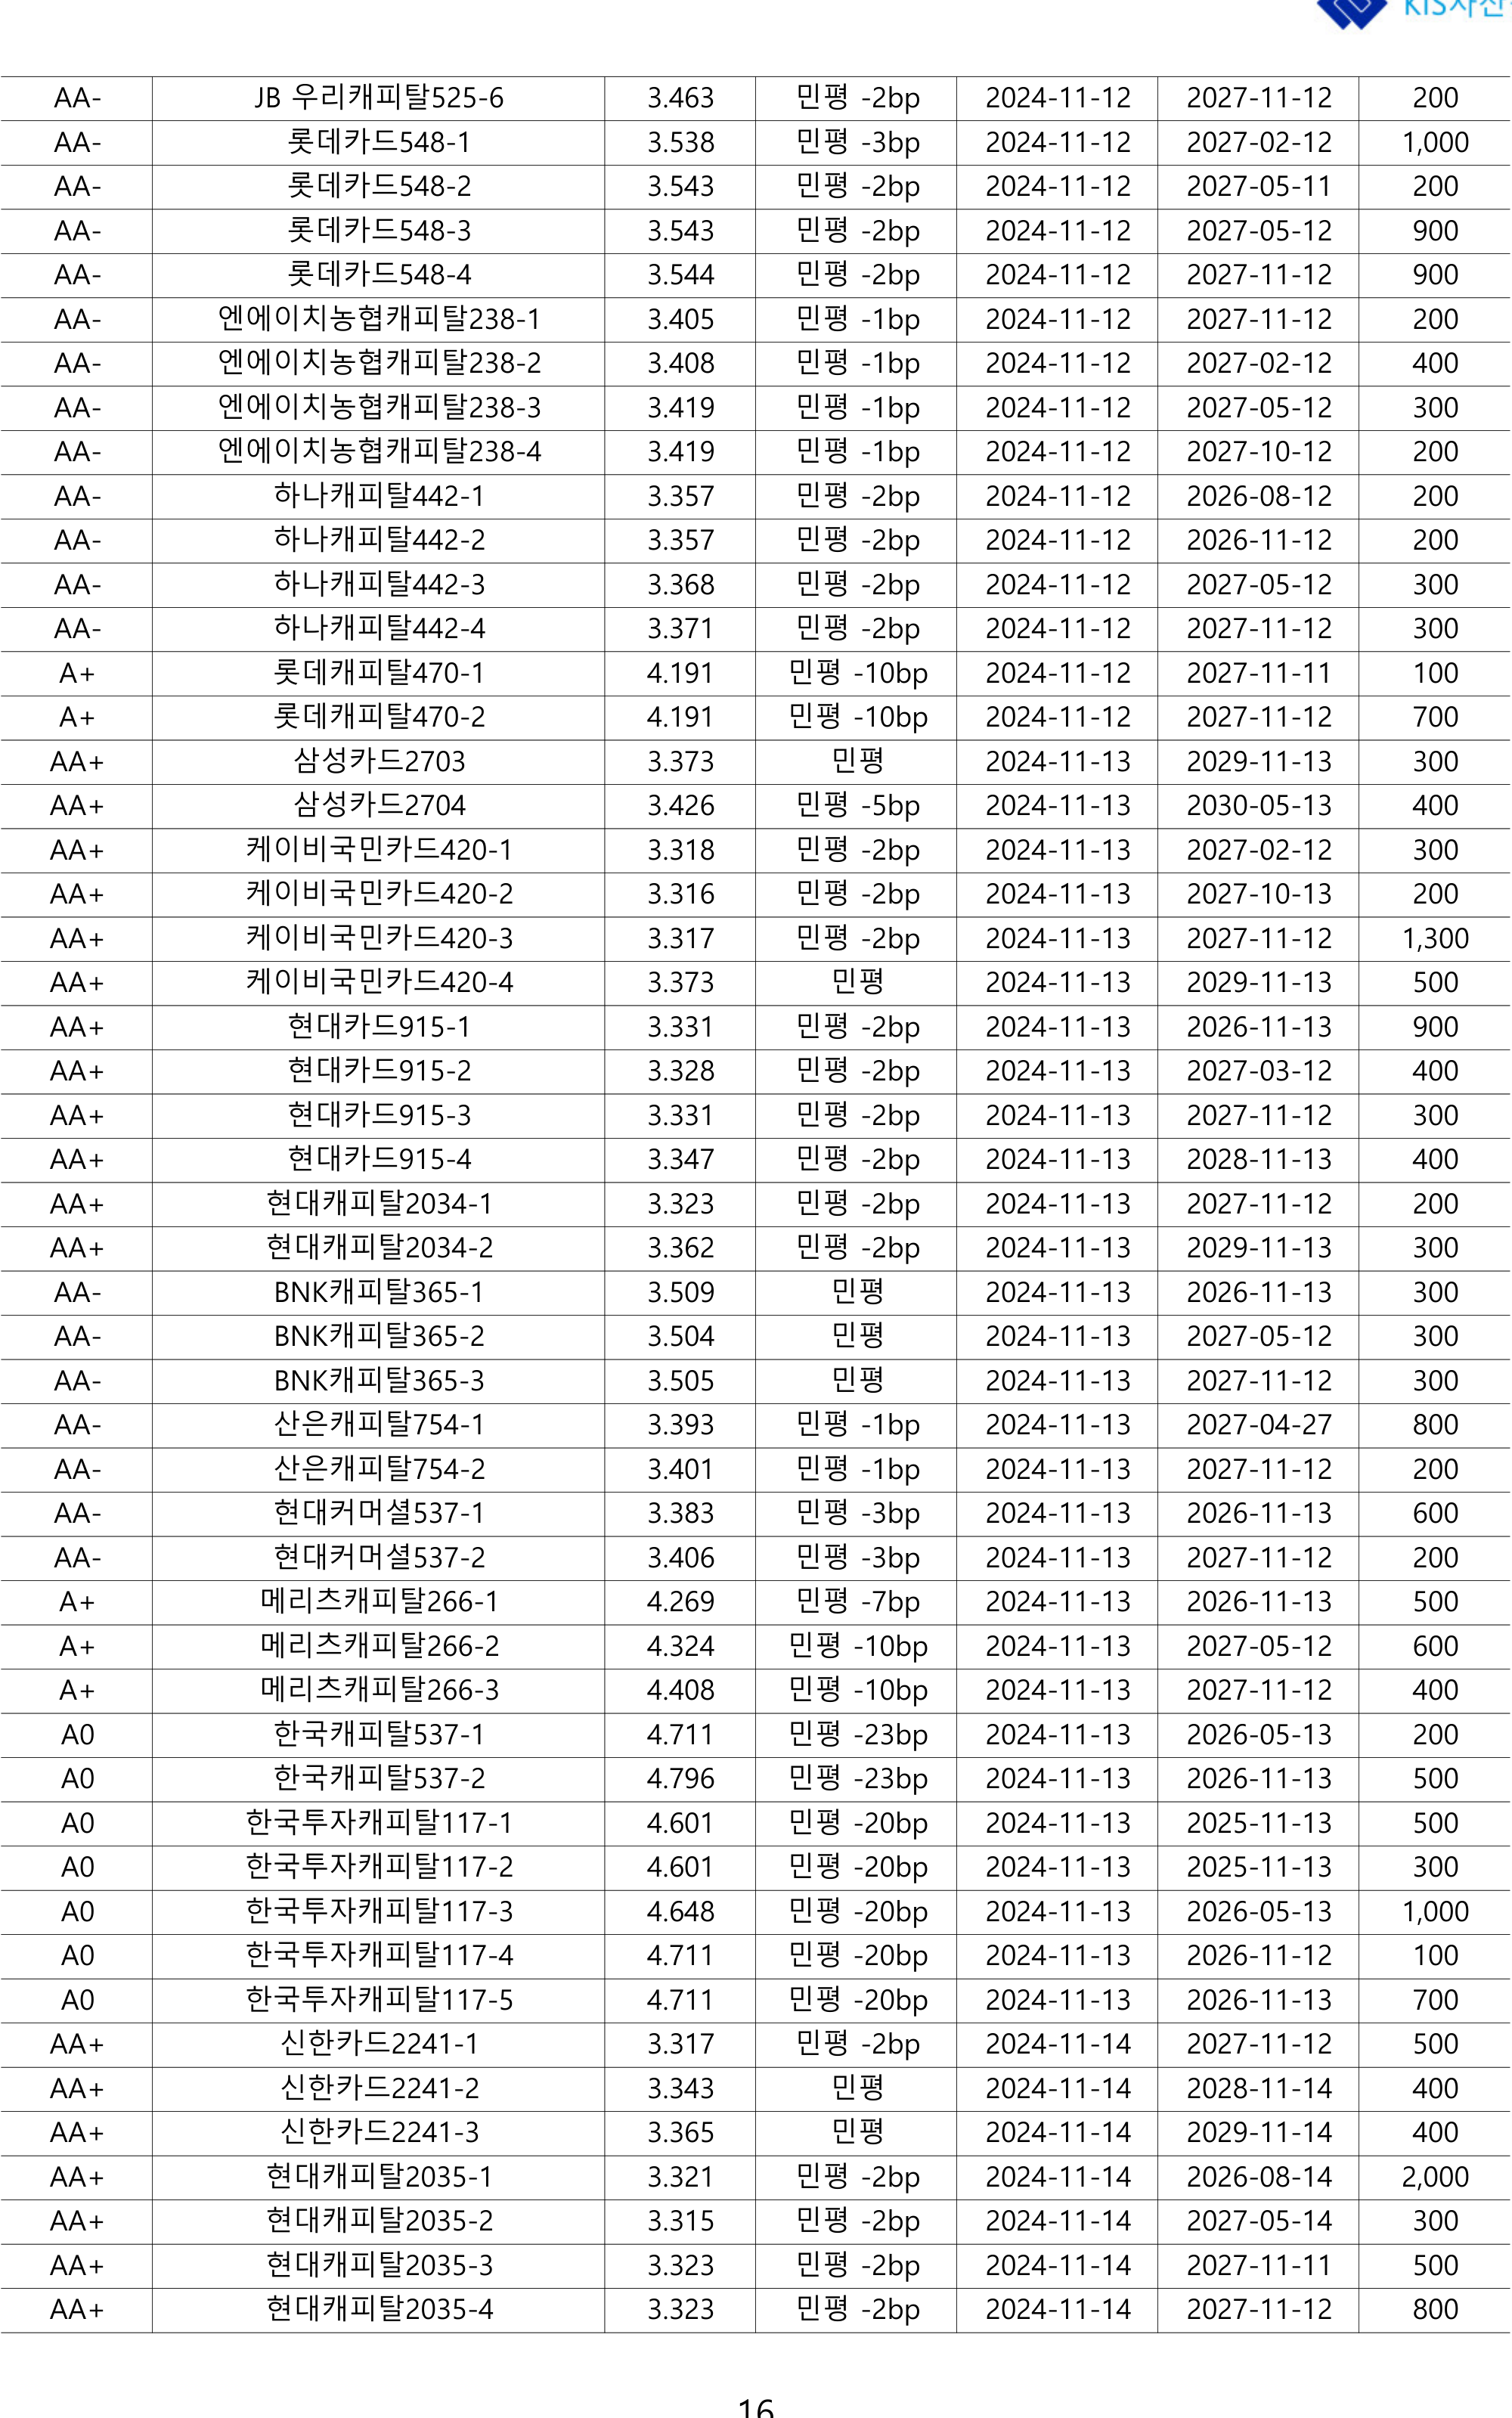 AA- JB 우리캐피탈525-6 3.463 민평 -2bp 2024-11-12 2027-11-12 200
AA- 롯데카드548-1 3.538 민평 -3bp 2024-11-12 2027-02-12 1,000
AA- 롯데카드548-2 3.543 민평 -2bp 2024-11-12 2027-05-11 200
AA- 롯데카드548-3 3.543 민평 -2bp 2024-11-12 2027-05-12 900
AA- 롯데카드548-4 3.544 민평 -2bp 2024-11-12 2027-11-12 900
AA- 엔에이치농협캐피탈238-1 3.405 민평 -1bp 2024-11-12 2027-11-12 200
AA- 엔에이치농협캐피탈238-2 3.408 민평 -1bp 2024-11-12 2027-02-12 400
AA- 엔에이치농협캐피탈238-3 3.419 민평 -1bp 2024-11-12 2027-05-12 300
AA- 엔에이치농협캐피탈238-4 3.419 민평 -1bp 2024-11-12 2027-10-12 200
AA- 하나캐피탈442-1 3.357 민평 -2bp 2024-11-12 2026-08-12 200
AA- 하나캐피탈442-2 3.357 민평 -2bp 2024-11-12 2026-11-12 200
AA- 하나캐피탈442-3 3.368 민평 -2bp 2024-11-12 2027-05-12 300
AA- 하나캐피탈442-4 3.371 민평 -2bp 2024-11-12 2027-11-12 300
A+ 롯데캐피탈470-1 4.191 민평 -10bp 2024-11-12 2027-11-11 100
A+ 롯데캐피탈470-2 4.191 민평 -10bp 2024-11-12 2027-11-12 700
AA+ 삼성카드2703 3.373 민평 2024-11-13 2029-11-13 300
AA+ 삼성카드2704 3.426 민평 -5bp 2024-11-13 2030-05-13 400
AA+ 케이비국민카드420-1 3.318 민평 -2bp 2024-11-13 2027-02-12 300
AA+ 케이비국민카드420-2 3.316 민평 -2bp 2024-11-13 2027-10-13 200
AA+ 케이비국민카드420-3 3.317 민평 -2bp 2024-11-13 2027-11-12 1,300
AA+ 케이비국민카드420-4 3.373 민평 2024-11-13 2029-11-13 500
AA+ 현대카드915-1 3.331 민평 -2bp 2024-11-13 2026-11-13 900
AA+ 현대카드915-2 3.328 민평 -2bp 2024-11-13 2027-03-12 400
AA+ 현대카드915-3 3.331 민평 -2bp 2024-11-13 2027-11-12 300
AA+ 현대카드915-4 3.347 민평 -2bp 2024-11-13 2028-11-13 400
AA+ 현대캐피탈2034-1 3.323 민평 -2bp 2024-11-13 2027-11-12 200
AA+ 현대캐피탈2034-2 3.362 민평 -2bp 2024-11-13 2029-11-13 300
AA- BNK캐피탈365-1 3.509 민평 2024-11-13 2026-11-13 300
AA- BNK캐피탈365-2 3.504 민평 2024-11-13 2027-05-12 300
AA- BNK캐피탈365-3 3.505 민평 2024-11-13 2027-11-12 300
AA- 산은캐피탈754-1 3.393 민평 -1bp 2024-11-13 2027-04-27 800
AA- 산은캐피탈754-2 3.401 민평 -1bp 2024-11-13 2027-11-12 200
AA- 현대커머셜537-1 3.383 민평 -3bp 2024-11-13 2026-11-13 600
AA- 현대커머셜537-2 3.406 민평 -3bp 2024-11-13 2027-11-12 200
A+ 메리츠캐피탈266-1 4.269 민평 -7bp 2024-11-13 2026-11-13 500
A+ 메리츠캐피탈266-2 4.324 민평 -10bp 2024-11-13 2027-05-12 600
A+ 메리츠캐피탈266-3 4.408 민평 -10bp 2024-11-13 2027-11-12 400
A0 한국캐피탈537-1 4.711 민평 -23bp 2024-11-13 2026-05-13 200
A0 한국캐피탈537-2 4.796 민평 -23bp 2024-11-13 2026-11-13 500
A0 한국투자캐피탈117-1 4.601 민평 -20bp 2024-11-13 2025-11-13 500
A0 한국투자캐피탈117-2 4.601 민평 -20bp 2024-11-13 2025-11-13 300
A0 한국투자캐피탈117-3 4.648 민평 -20bp 2024-11-13 2026-05-13 1,000
A0 한국투자캐피탈117-4 4.711 민평 -20bp 2024-11-13 2026-11-12 100
A0 한국투자캐피탈117-5 4.711 민평 -20bp 2024-11-13 2026-11-13 700
AA+ 신한카드2241-1 3.317 민평 -2bp 2024-11-14 2027-11-12 500
AA+ 신한카드2241-2 3.343 민평 2024-11-14 2028-11-14 400
AA+ 신한카드2241-3 3.365 민평 2024-11-14 2029-11-14 400
AA+ 현대캐피탈2035-1 3.321 민평 -2bp 2024-11-14 2026-08-14 2,000
AA+ 현대캐피탈2035-2 3.315 민평 -2bp 2024-11-14 2027-05-14 300
AA+ 현대캐피탈2035-3 3.323 민평 -2bp 2024-11-14 2027-11-11 500
AA+ 현대캐피탈2035-4 3.323 민평 -2bp 2024-11-14 2027-11-12 800
16